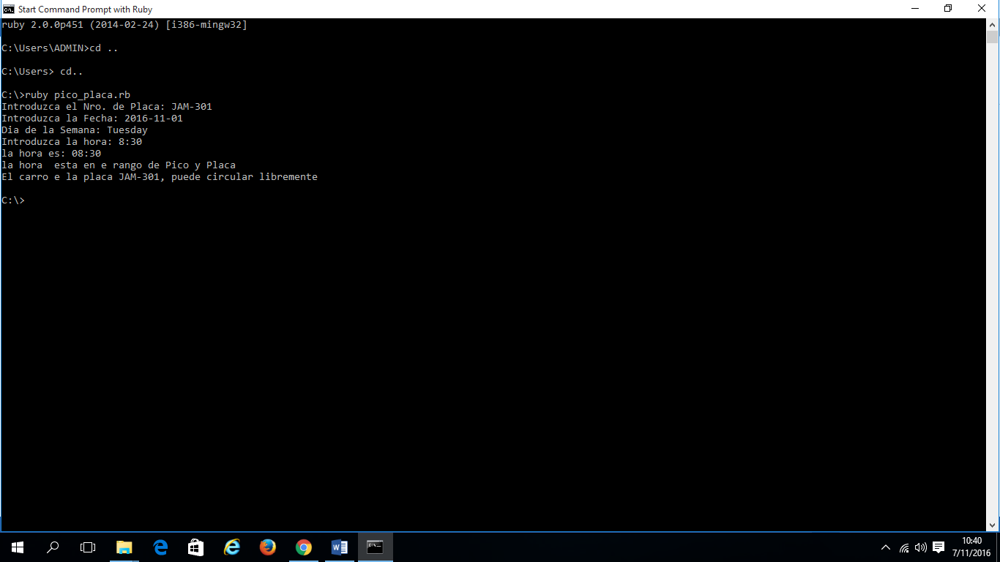 Start Command Prompt with Ruby
ruby 2.0.0p451 (2014-02-24) [i386-mingw32]
C:\Users\ADMIN>cd ..
C:\Users> cd..
C:\>ruby pico_placa.rb
Introduzca el Nro. de Placa: JAM-301
Introduzca la Fecha: 2016-11-01
Dia de la Semana: Tuesday
Introduzca la hora: 8:30
la hora es: 08:30
la hora  esta en e rango de Pico y Placa
El carro e la placa JAM-301, puede circular libremente
C:\>
10:40
7/11/2016